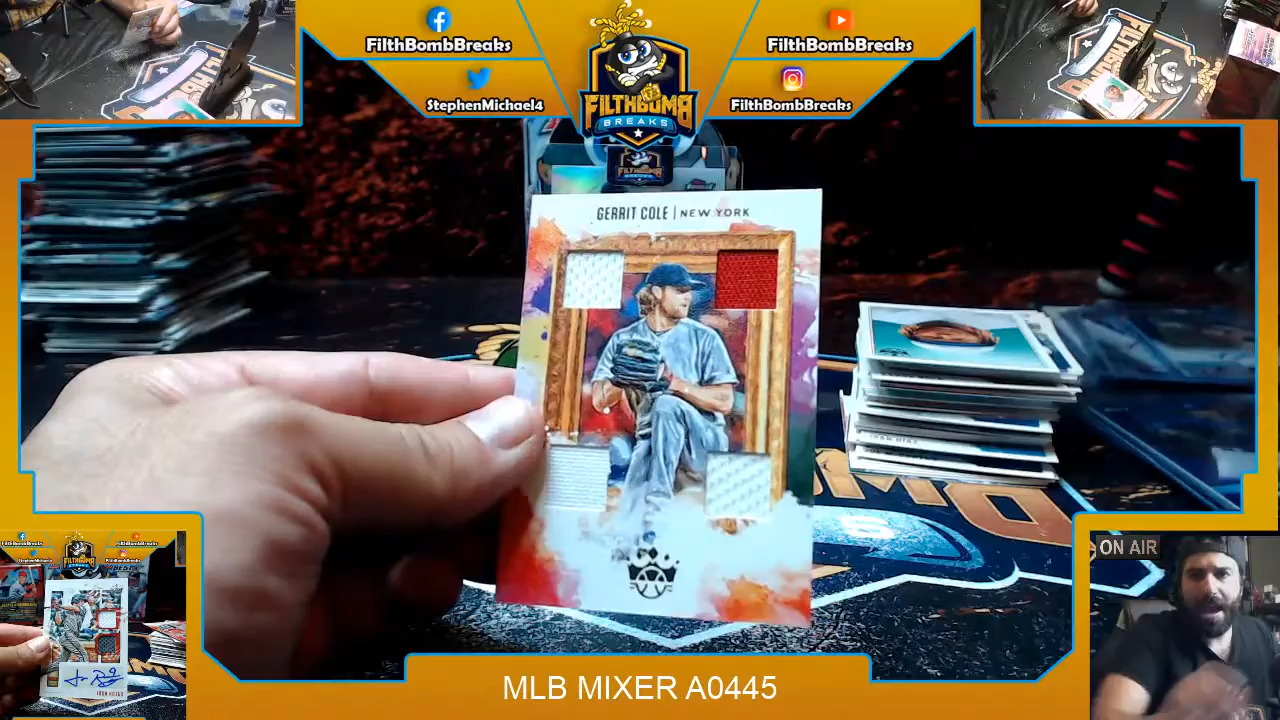 FilthBombBreaks
FilthBombBreaks
StephenMichael4
FilthBombBreaks
FILTHBOMB
BREAKS
GERRIT COLE | NEW YORK
ON AIR
MLB MIXER A0445